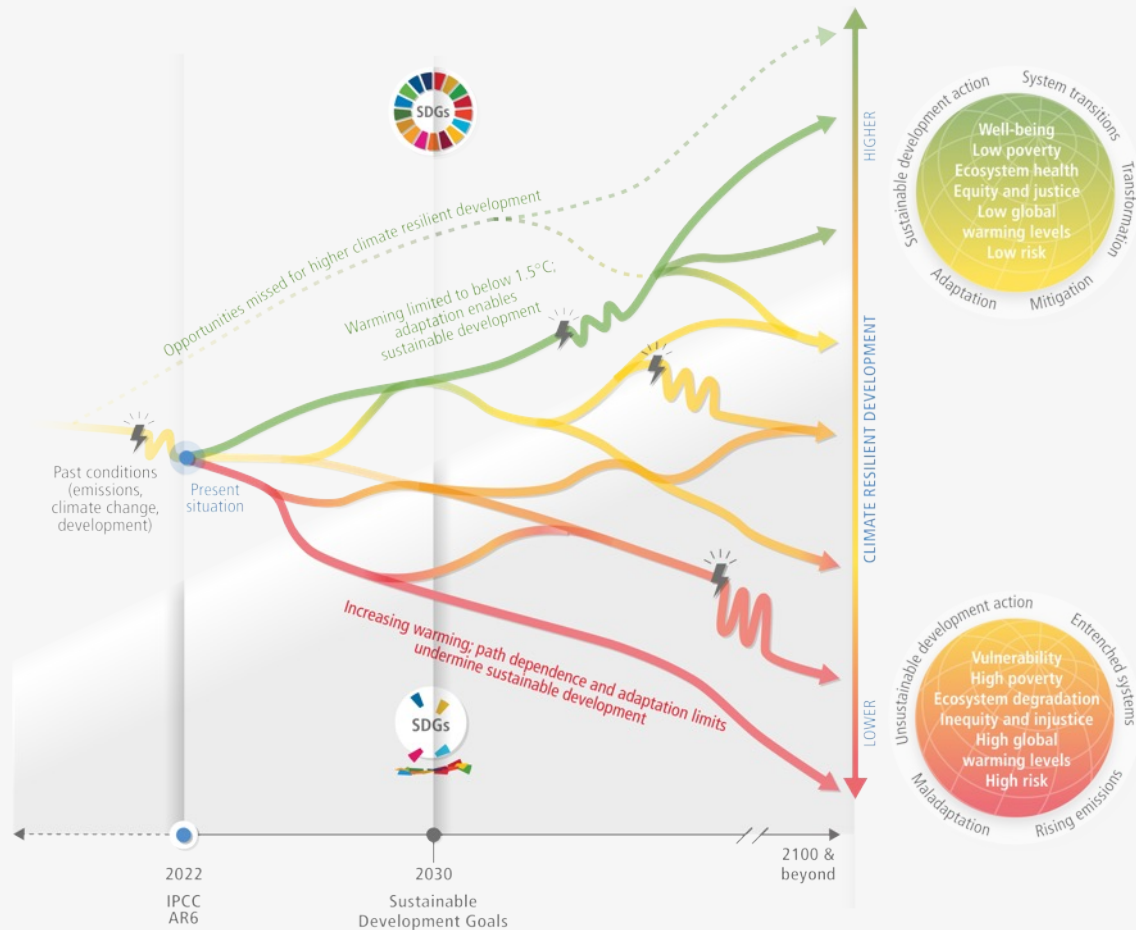 SDGs
HIGHER
Opportunities missed for higher climate resilient development
Warming limited to below 1.5°C;
adaptation enables
sustainable development
Past conditions
(emissions,
climate change,
development)
Present
situation
CLIMATE RESILIENT DEVELOPMENT
Increasing warming; path dependence and adaptation limits
undermine sustainable development
SDGs
LOWER
2022
IPCC
AR6
2030
Sustainable
Development Goals
2100 &
beyond
Sustainable development action
System transitions
Transformation
Mitigation
Adaptation
Well-being
Low poverty
Ecosystem health
Equity and justice
Low global
warming levels
Low risk
Unsustainable development action
Entrenched systems
Rising emissions
Maladaptation
Vulnerability
High poverty
Ecosystem degradation
Inequity and injustice
High global
warming levels
High risk